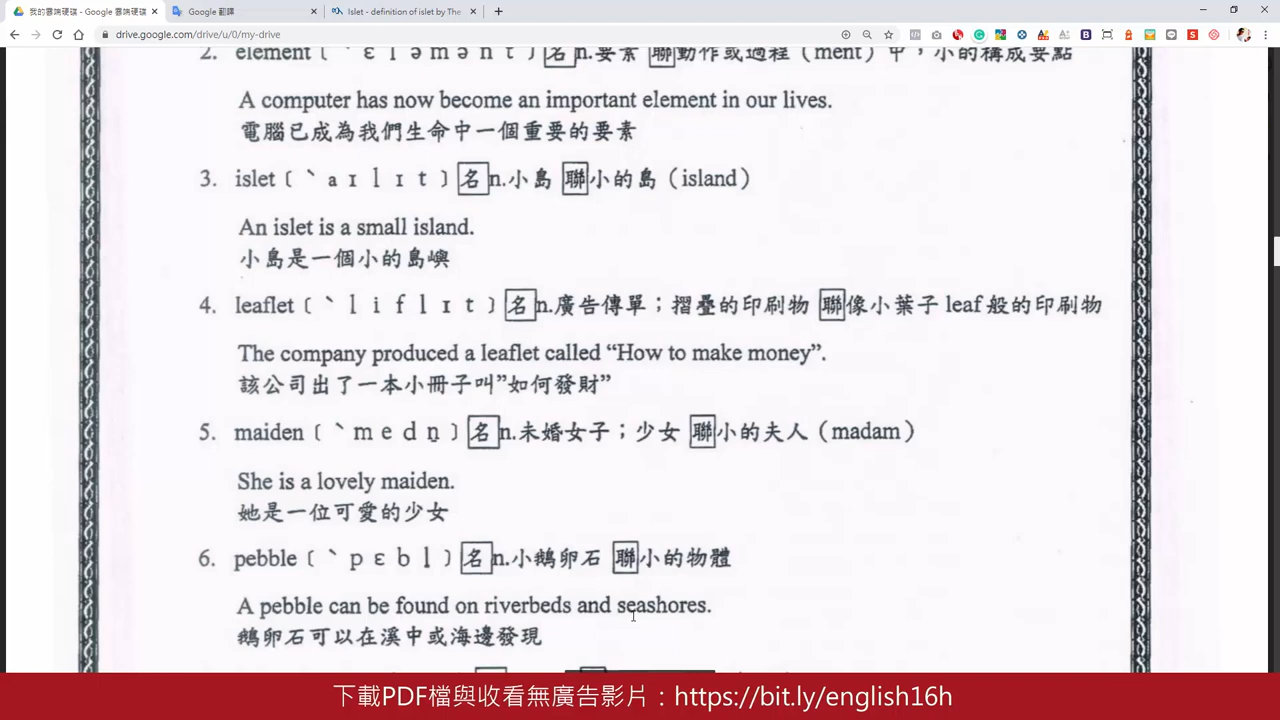 我的雲端硬碟 - Google 雲端硬碟
Google 翻譯
Islet - definition of islet by The
drive.google.com/drive/u/0/my-drive
2. element﹝ˋɛləmənt﹞名n.要素 聯動作或過程（ment）中，小的構成要點
A computer has now become an important element in our lives.
電腦已成為我們生命中一個重要的要素
3. islet﹝ˋaɪlɪt﹞名n.小島 聯小的島（island）
An islet is a small island.
小島是一個小的島嶼
4. leaflet﹝ˋliflɪt﹞名n.廣告傳單；摺疊的印刷物 聯像小葉子 leaf 般的印刷物
The company produced a leaflet called “How to make money”.
該公司出了一本小冊子叫”如何發財”
5. maiden﹝ˋmedn̩﹞名n.未婚女子；少女 聯小的夫人（madam）
She is a lovely maiden.
她是一位可愛的少女
6. pebble﹝ˋpɛbl﹞名n.小鵝卵石 聯小的物體
A pebble can be found on riverbeds and seashores.
鵝卵石可以在溪中或海邊發現
下載PDF檔與收看無廣告影片：https://bit.ly/english16h